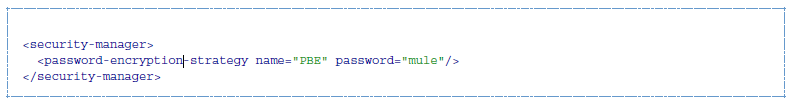 <security-manager>
<password-encryption-strategy name="PBE" password="mule"/>
</security-manager>